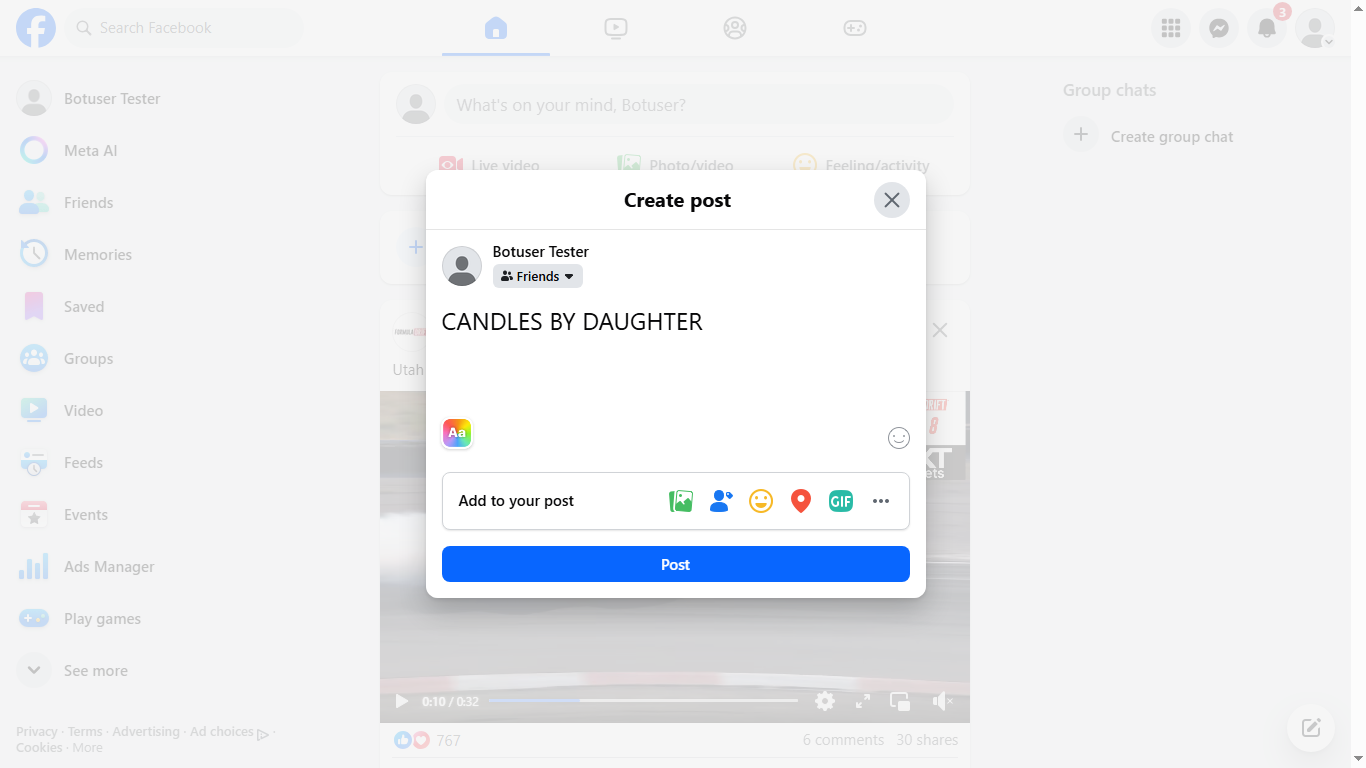 Search Facebook
3
Botuser Tester
Meta AI
Friends
Memories
Saved
Groups
Video
Feeds
Events
Ads Manager
Play games
See more
Privacy · Terms · Advertising · Ad choices ·
Cookies · More
What's on your mind, Botuser?
Live video
Photo/video
Feeling/activity
Create post
Botuser Tester
Friends
CANDLES BY DAUGHTER
Aa
Add to your post
GIF
Post
Utah
8
0:10 / 0:32
767
6 comments
30 shares
Group chats
Create group chat